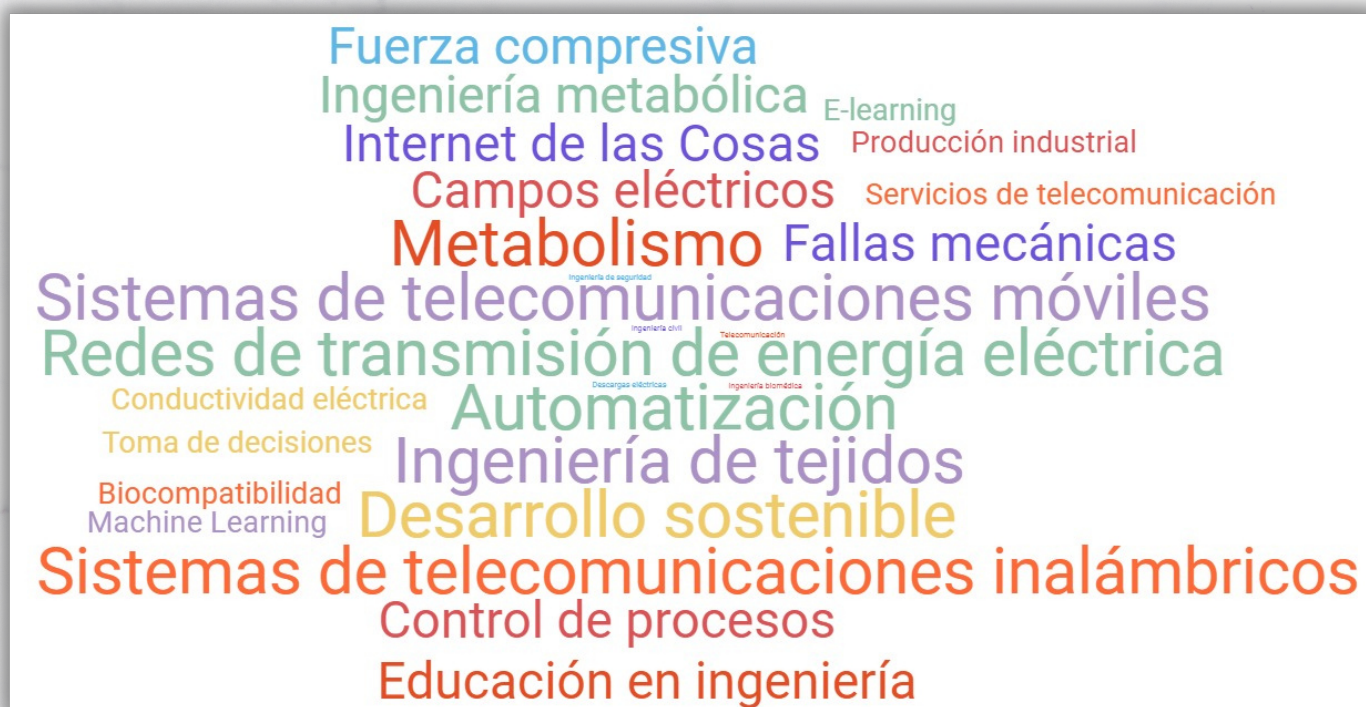 Fuerza compresiva
Ingeniería metabólica
E-learning
Internet de las Cosas
Producción industrial
Campos eléctricos
Servicios de telecomunicación
Metabolismo
Fallas mecánicas
Ingeniería de seguridad
Sistemas de telecomunicaciones móviles
Ingeniería civil
Telecomunicación
Redes de transmisión de energía eléctrica
Descargas eléctricas
Ingeniería biomédica
Conductividad eléctrica
Automatización
Toma de decisiones
Ingeniería de tejidos
Biocompatibilidad
Machine Learning
Desarrollo sostenible
Sistemas de telecomunicaciones inalámbricos
Control de procesos
Educación en ingeniería